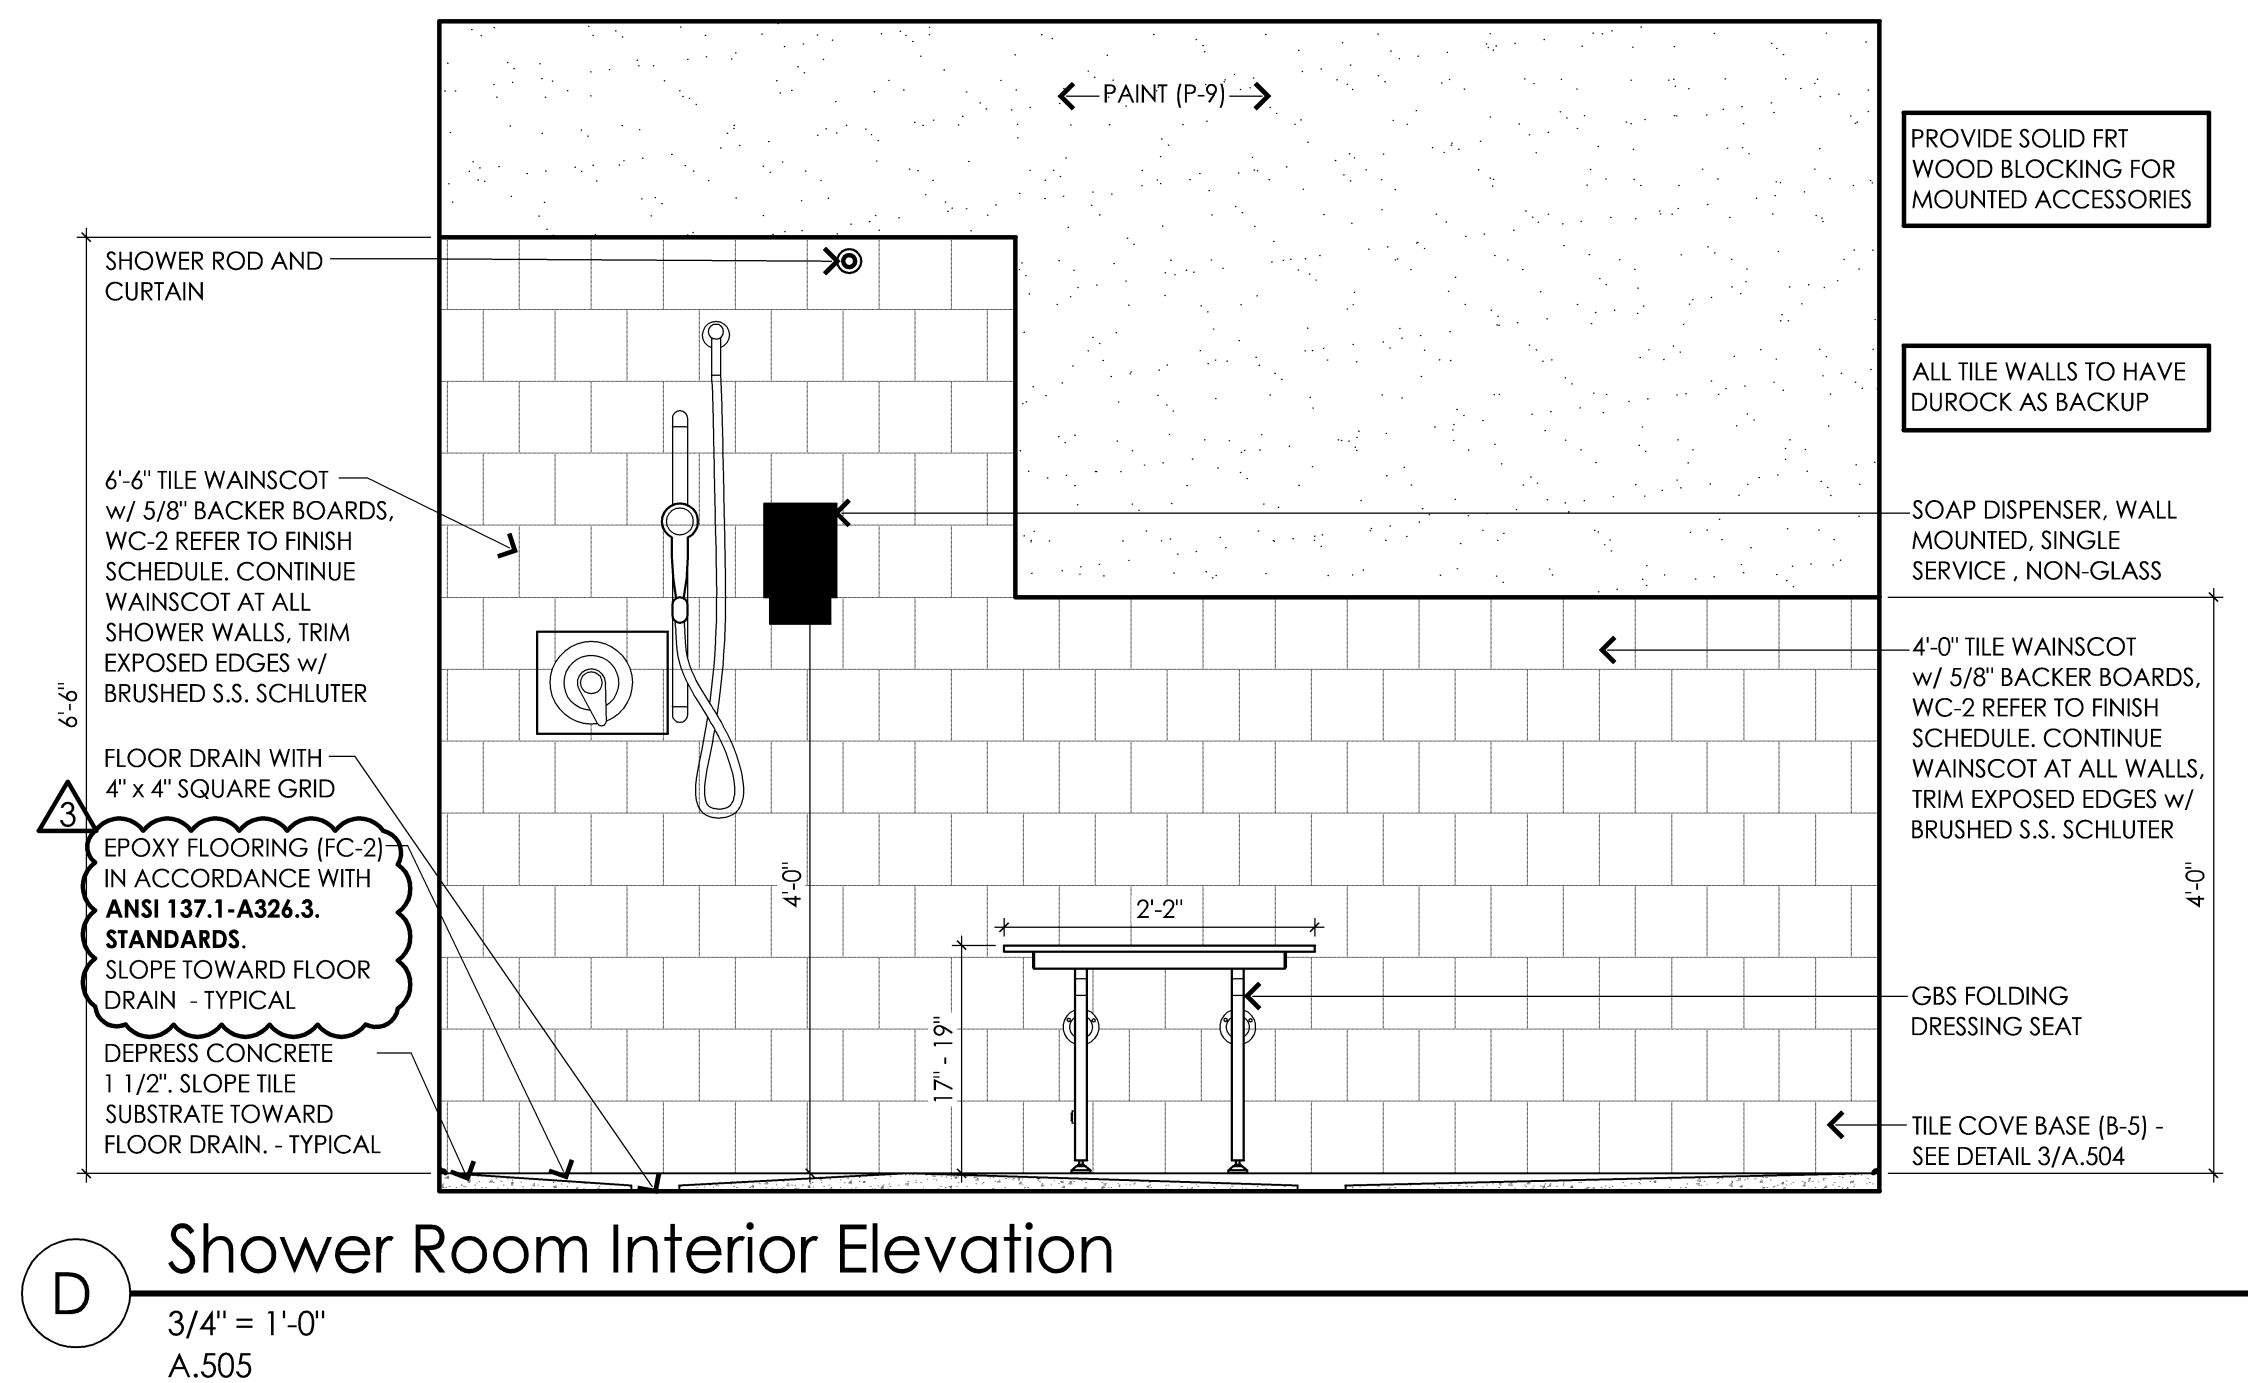 PAINT (P-9)
PROVIDE SOLID FRT
WOOD BLOCKING FOR
MOUNTED ACCESSORIES
SHOWER ROD AND
CURTAIN
ALL TILE WALLS TO HAVE
DUROCK AS BACKUP
6'-6" TILE WAINSCOT
w/ 5/8" BACKER BOARDS,
WC-2 REFER TO FINISH
SCHEDULE. CONTINUE
WAINSCOT AT ALL
SHOWER WALLS, TRIM
EXPOSED EDGES w/
BRUSHED S.S. SCHLUTER
6'-6"
SOAP DISPENSER, WALL
MOUNTED, SINGLE
SERVICE , NON-GLASS
4'-0" TILE WAINSCOT
w/ 5/8" BACKER BOARDS,
WC-2 REFER TO FINISH
SCHEDULE. CONTINUE
WAINSCOT AT ALL WALLS,
TRIM EXPOSED EDGES w/
BRUSHED S.S. SCHLUTER
4'-0"
FLOOR DRAIN WITH
4" x 4" SQUARE GRID
3
EPOXY FLOORING (FC-2)
IN ACCORDANCE WITH
ANSI 137.1-A326.3.
STANDARDS.
SLOPE TOWARD FLOOR
DRAIN - TYPICAL
4'-0"
2'-2"
17" - 19"
GBS FOLDING
DRESSING SEAT
DEPRESS CONCRETE
1 1/2". SLOPE TILE
SUBSTRATE TOWARD
FLOOR DRAIN. - TYPICAL
TILE COVE BASE (B-5) -
SEE DETAIL 3/A.504
D
Shower Room Interior Elevation
3/4" = 1'-0"
A.505